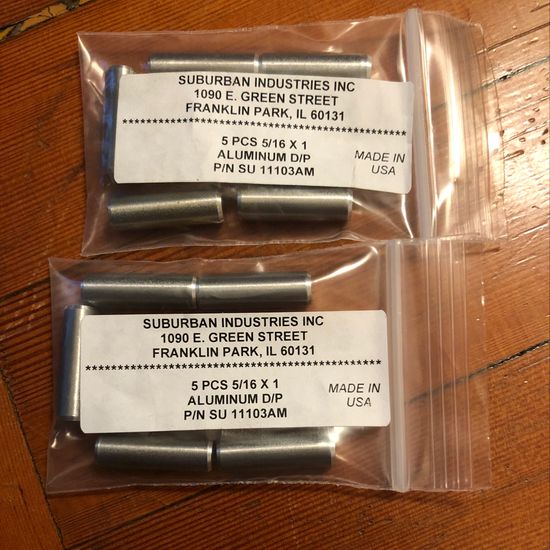 SUBURBAN INDUSTRIES INC
1090 E. GREEN STREET
FRANKLIN PARK, IL 60131
******************************************************
5 PCS 5/16 X 1
ALUMINUM D/P
P/N SU 11103AM
MADE IN
USA
SUBURBAN INDUSTRIES INC
1090 E. GREEN STREET
FRANKLIN PARK, IL 60131
******************************************************
5 PCS 5/16 X 1
ALUMINUM D/P
P/N SU 11103AM
MADE IN
USA